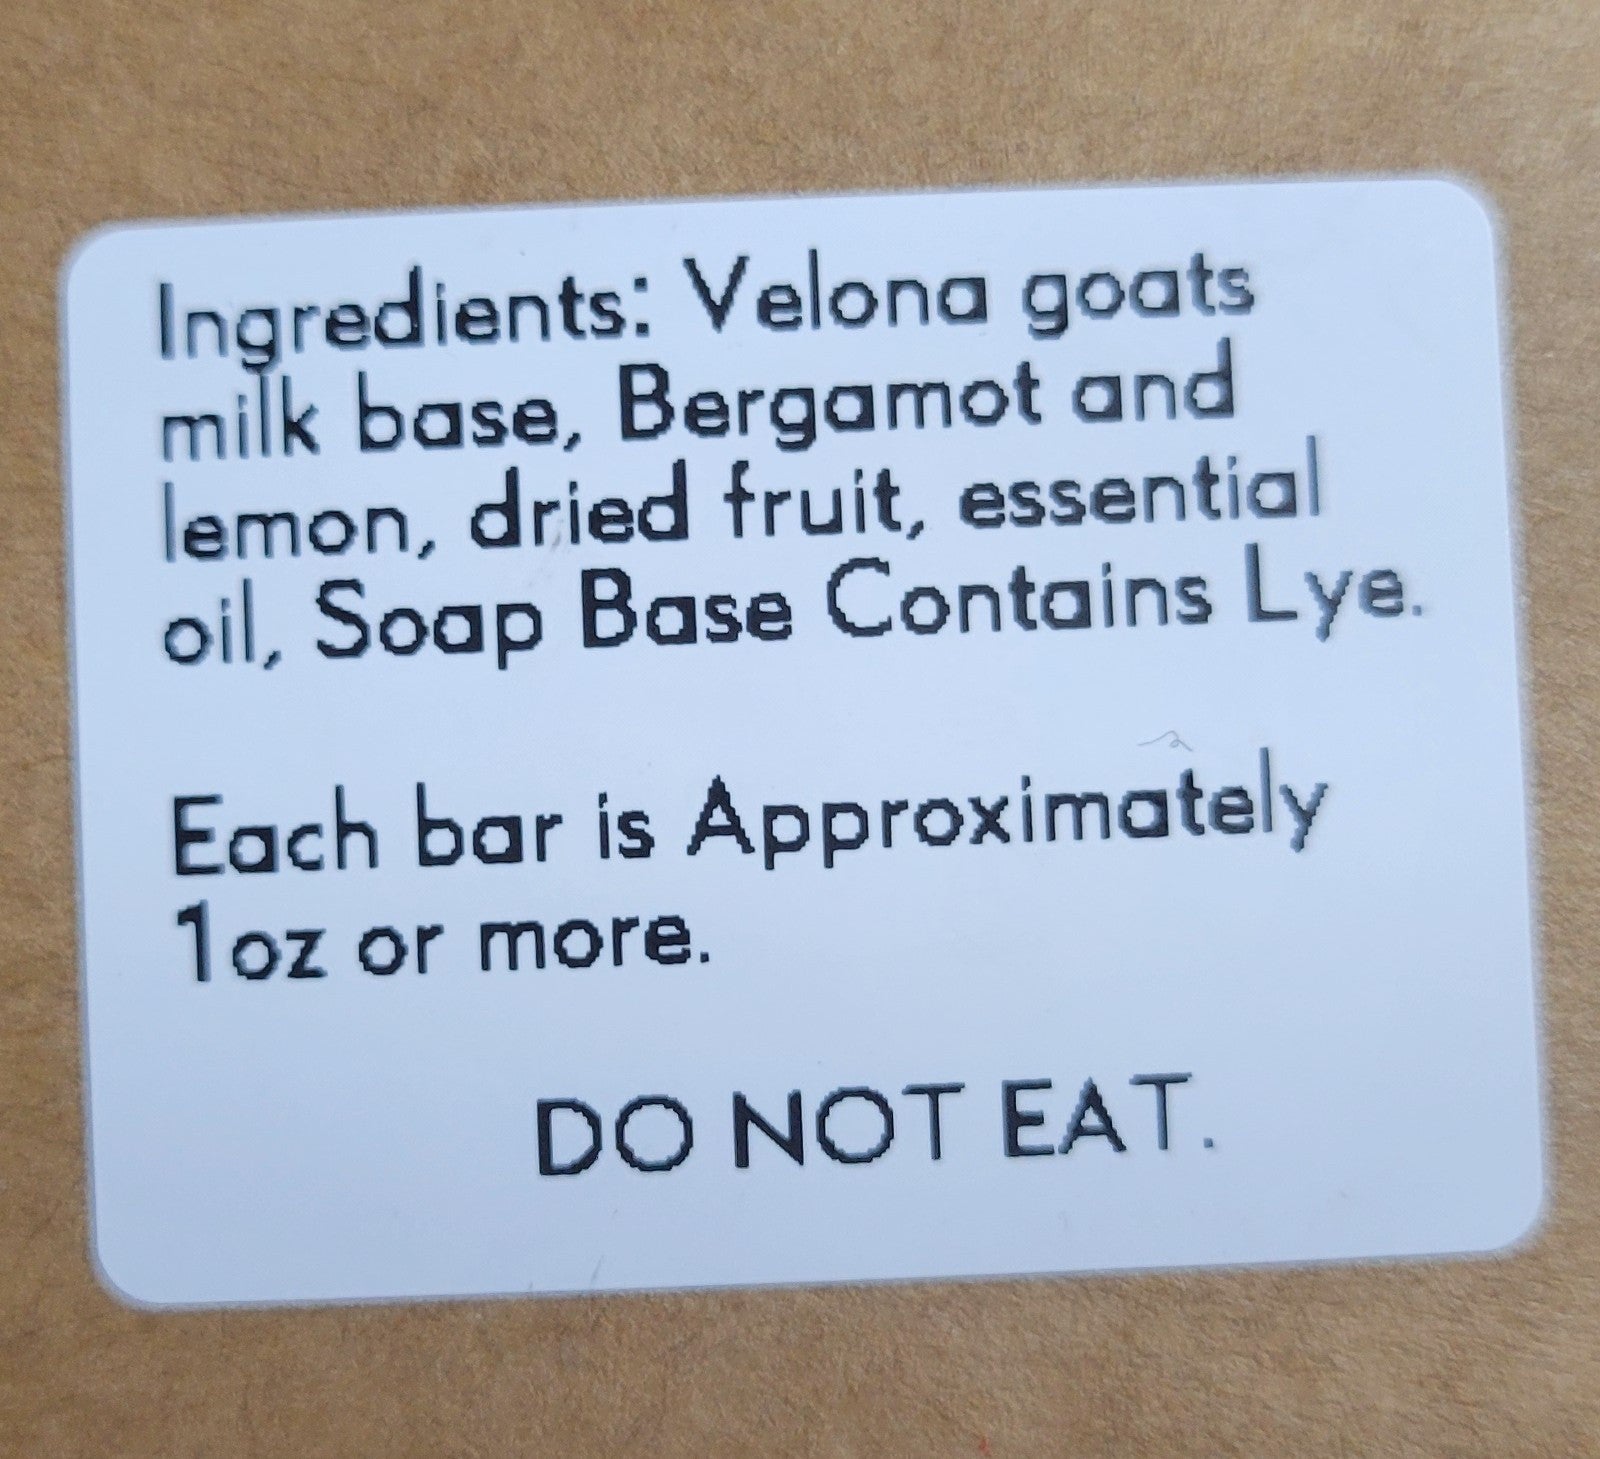 Ingredients: Velona goats
milk base, Bergamot and
lemon, dried fruit, essential
oil, Soap Base Contains Lye.
Each bar is Approximately
1oz or more.
DO NOT EAT.